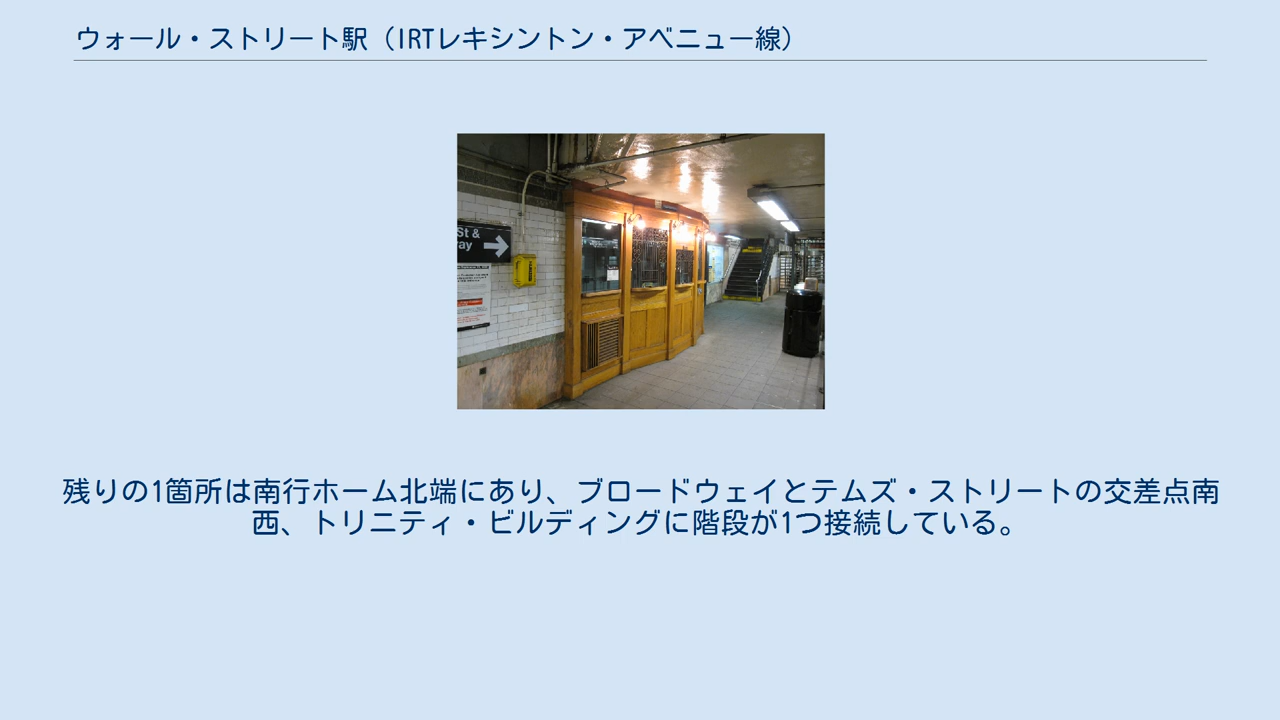 ウォール・ストリート駅（IRTレキシントン・アベニュー線）
St &
ay
残りの1箇所は南行ホーム北端にあり、ブロードウェイとテムズ・ストリートの交差点南
西、トリニティ・ビルディングに階段が1つ接続している。